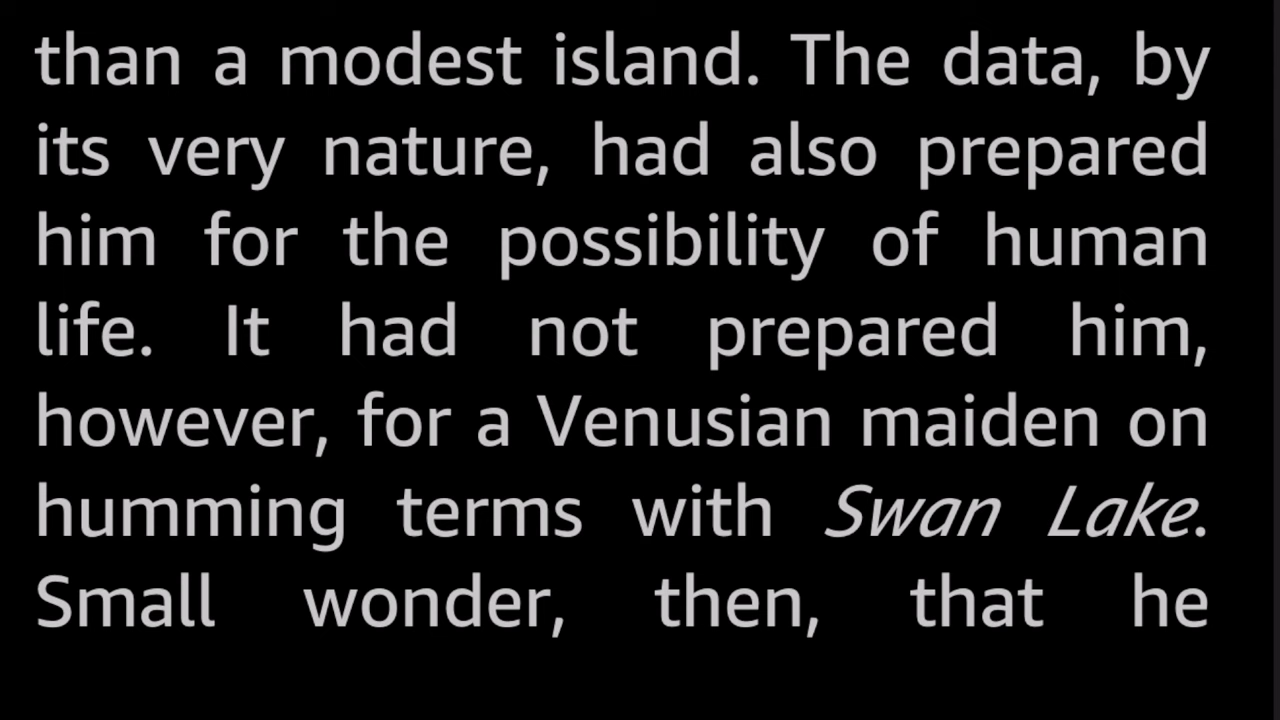 than a modest island. The data, by
its very nature, had also prepared
him for the possibility of human
life. It had not prepared him,
however, for a Venusian maiden on
humming terms with Swan Lake.
Small wonder, then, that he